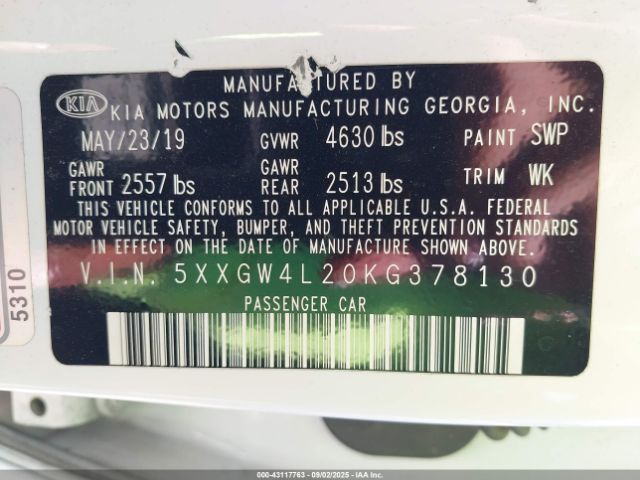 MANUFACTURED BY
KIA KIA MOTORS MANUFACTURING GEORGIA, INC.
MAY/23/19 GVWR 4630 lbs PAINT SWP
GAWR FRONT 2557 lbs GAWR REAR 2513 lbs TRIM WK
THIS VEHICLE CONFORMS TO ALL APPLICABLE U.S.A. FEDERAL
MOTOR VEHICLE SAFETY, BUMPER, AND THEFT PREVENTION STANDARDS
IN EFFECT ON THE DATE OF MANUFACTURE SHOWN ABOVE.
V.I.N. 5XXGW4L20KG378130
PASSENGER CAR
5310
000-43117763 - 09/02/2025 - IAA Inc.